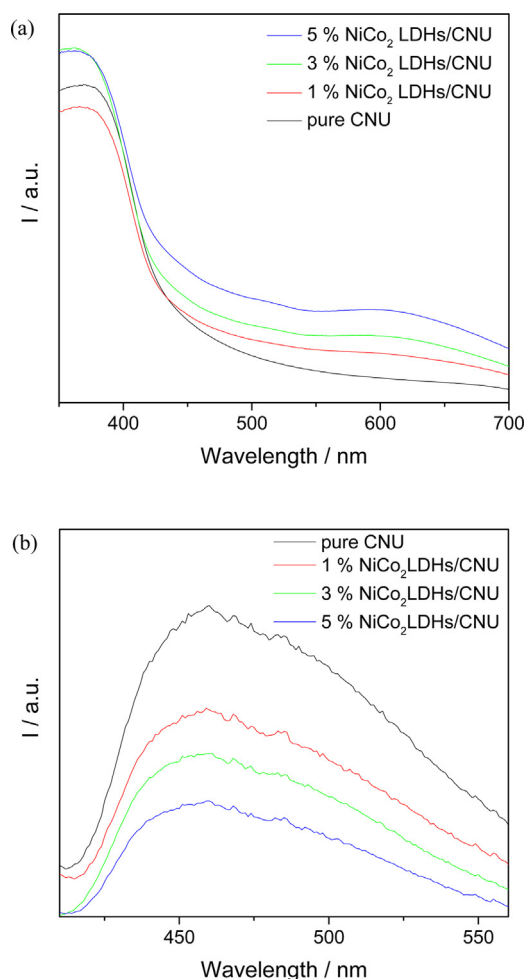 (a)
5 % NiCo₂ LDHs/CNU
3 % NiCo₂ LDHs/CNU
1 % NiCo₂ LDHs/CNU
pure CNU
I / a.u.
400 500 600 700
Wavelength / nm
(b)
pure CNU
1 % NiCo₂LDHs/CNU
3 % NiCo₂LDHs/CNU
5 % NiCo₂LDHs/CNU
I / a.u.
450 500 550
Wavelength / nm